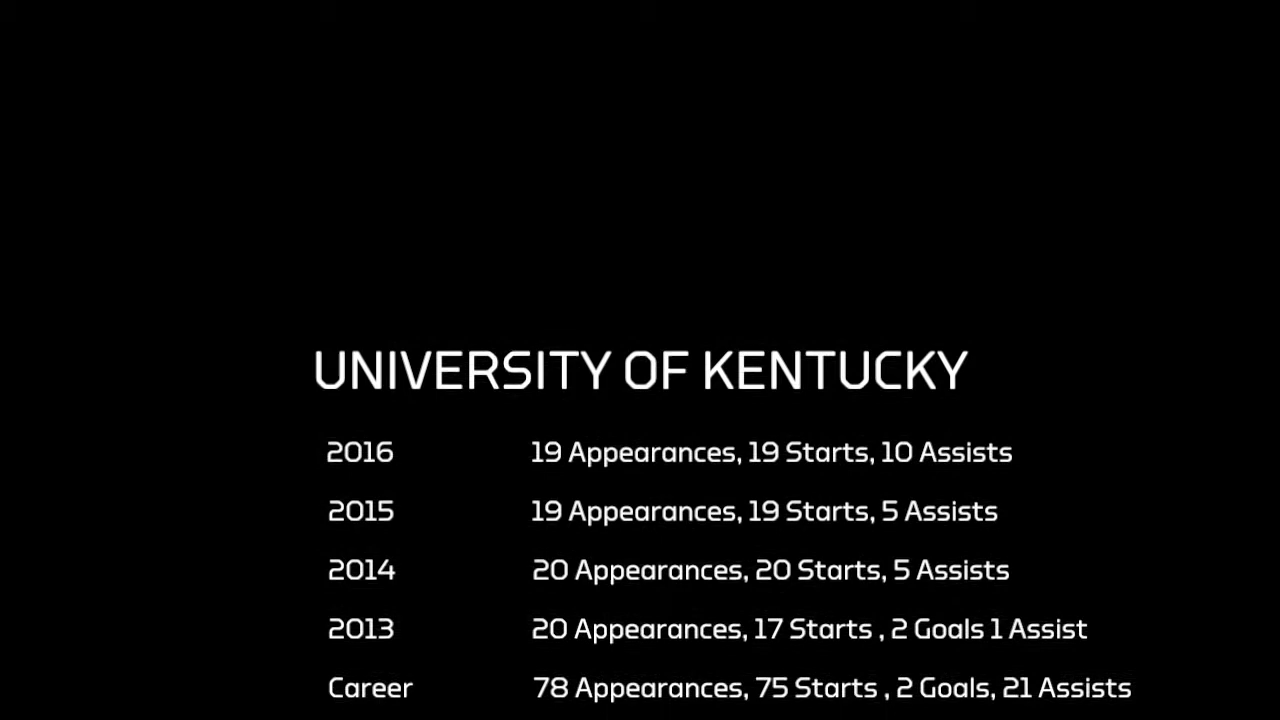 UNIVERSITY OF KENTUCKY
2016 19 Appearances, 19 Starts, 10 Assists
2015 19 Appearances, 19 Starts, 5 Assists
2014 20 Appearances, 20 Starts, 5 Assists
2013 20 Appearances, 17 Starts , 2 Goals 1 Assist
Career 78 Appearances, 75 Starts , 2 Goals, 21 Assists